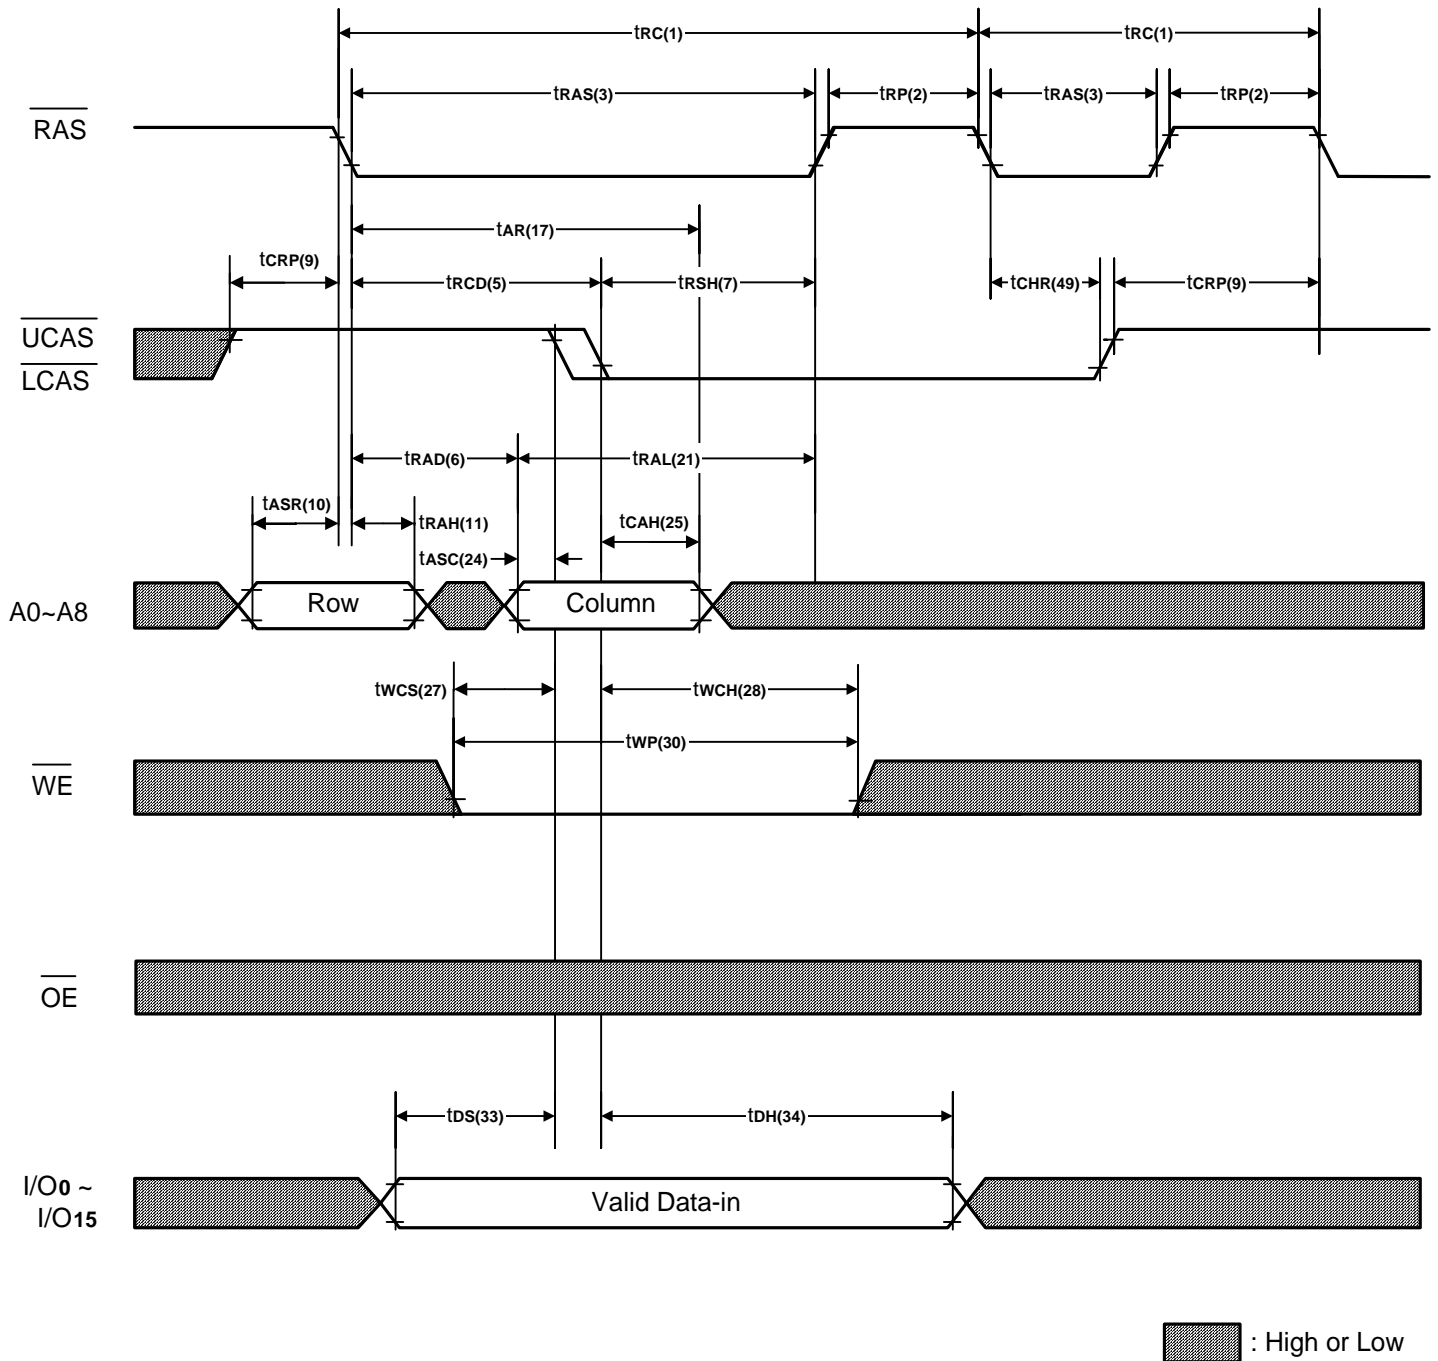 tRC(1) tRC(1)
tRAS(3) tRP(2) tRAS(3) tRP(2)
RAS
tAR(17)
tCRP(9) tRCD(5) tRSH(7) tCHR(49) tCRP(9)
UCAS
LCAS
tRAD(6) tRAL(21)
tASR(10) tRAH(11) tCAH(25)
tASC(24)
A0~A8 Row Column
tWCS(27) tWCH(28)
tWP(30)
WE
OE
tDS(33) tDH(34)
I/O0 ~
I/O15
Valid Data-in
: High or Low